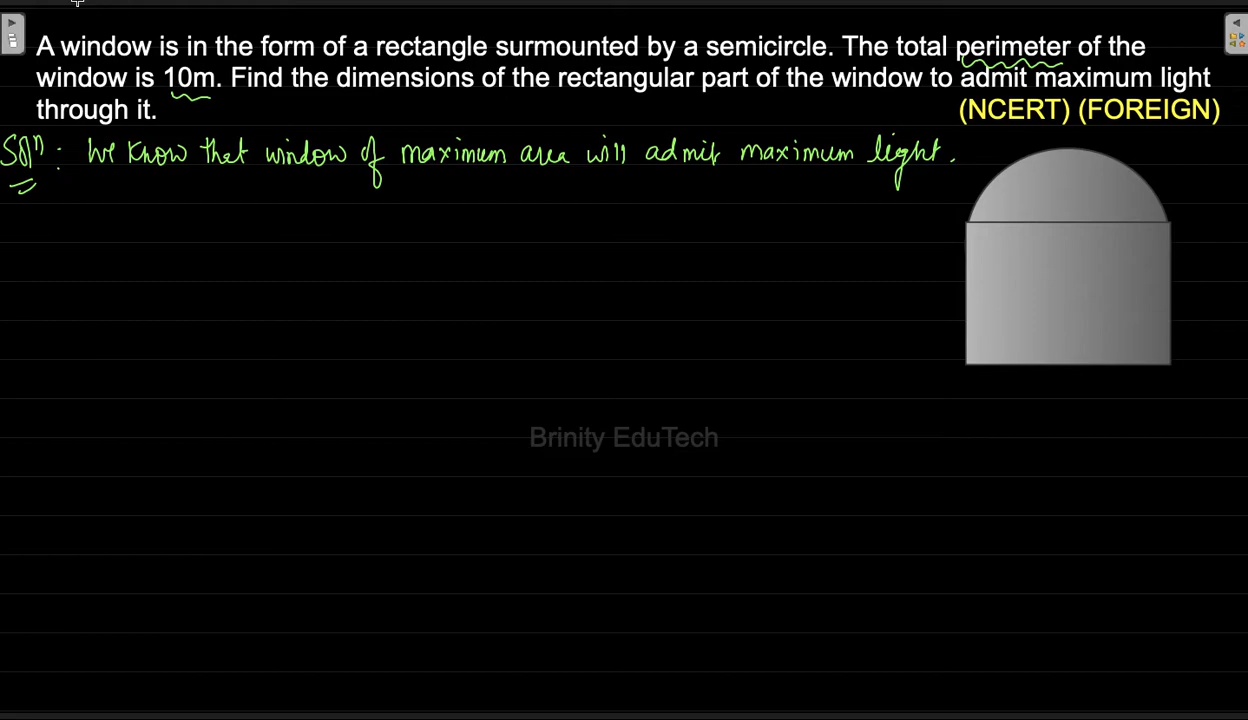 A window is in the form of a rectangle surmounted by a semicircle. The total perimeter of the
window is 10m. Find the dimensions of the rectangular part of the window to admit maximum light
through it.
(NCERT) (FOREIGN)
Solⁿ: We know that window of maximum area will admit maximum light.
Brinity EduTech